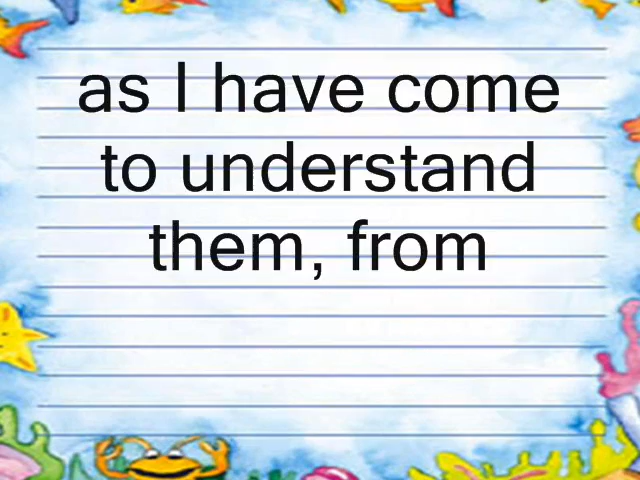 as I have come
to understand
them, from